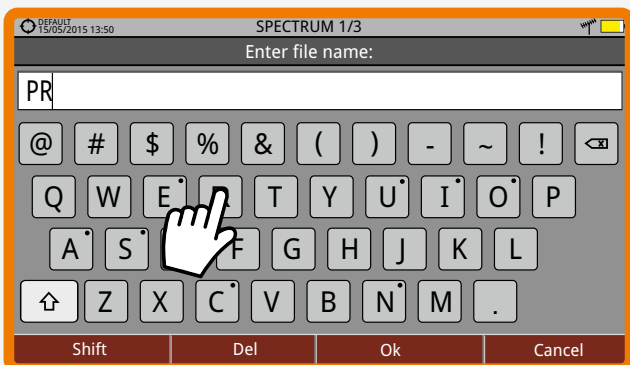 DEFAULT
15/05/2015 13:50
SPECTRUM 1/3
Enter file name:
PR
@ # $ % & ( ) - ~ ! ⌫
Q W E T Y U I O P
A S F G H J K L
⇧ Z X C V B N M .
Shift Del Ok Cancel